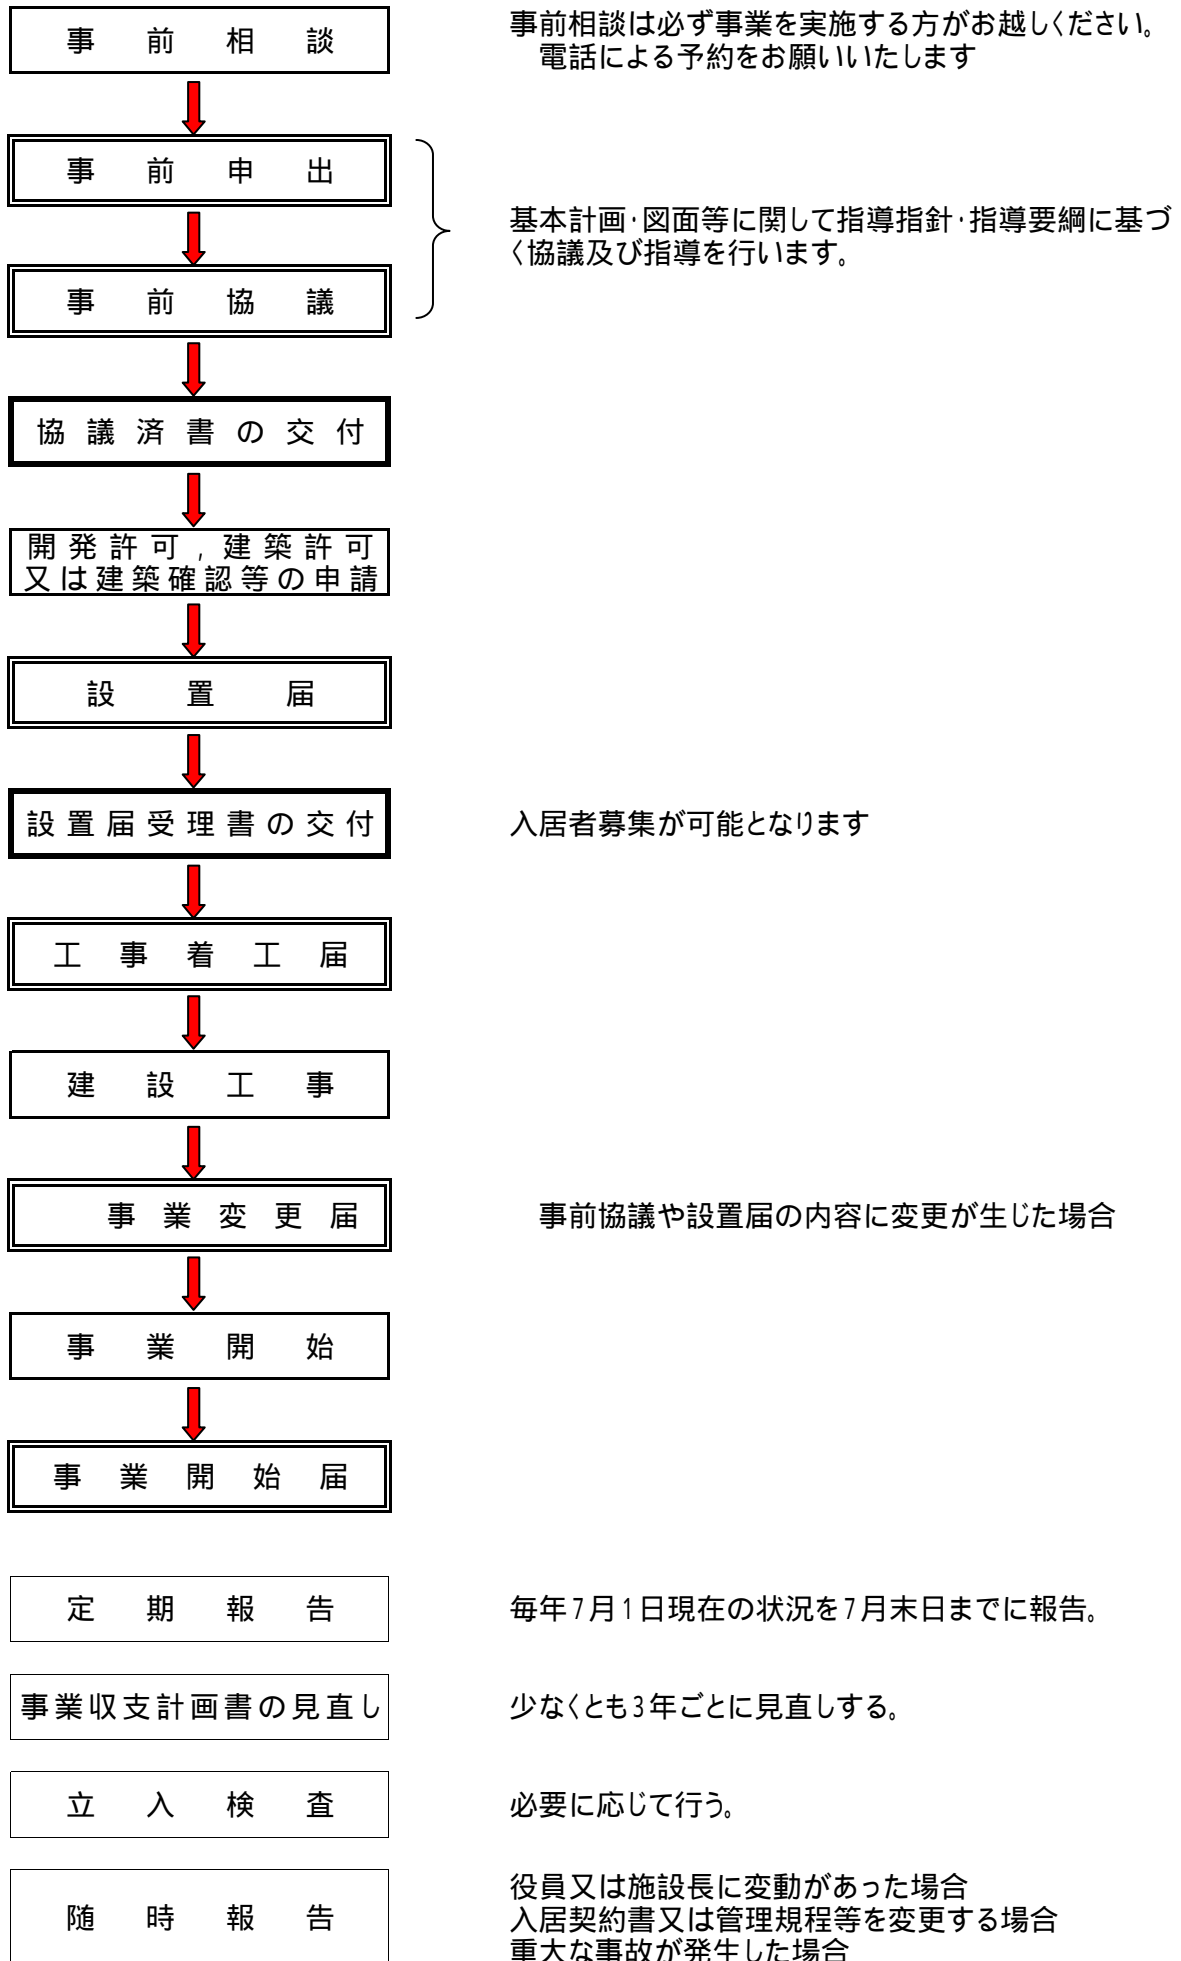 事前相談
事前相談は必ず事業を実施する方がお越しください。
電話による予約をお願いいたします
事前申出
基本計画・図面等に関して指導指針・指導要綱に基づ
く協議及び指導を行います。
事前協議
協議済書の交付
開発許可,建築許可
又は建築確認等の申請
設置届
設置届受理書の交付
入居者募集が可能となります
工事着工届
建設工事
事業変更届
事前協議や設置届の内容に変更が生じた場合
事業開始
事業開始届
定期報告
毎年7月1日現在の状況を7月末日までに報告。
事業収支計画書の見直し
少なくとも3年ごとに見直しする。
立入検査
必要に応じて行う。
随時報告
役員又は施設長に変動があった場合
入居契約書又は管理規程等を変更する場合
重大な事故が発生した場合